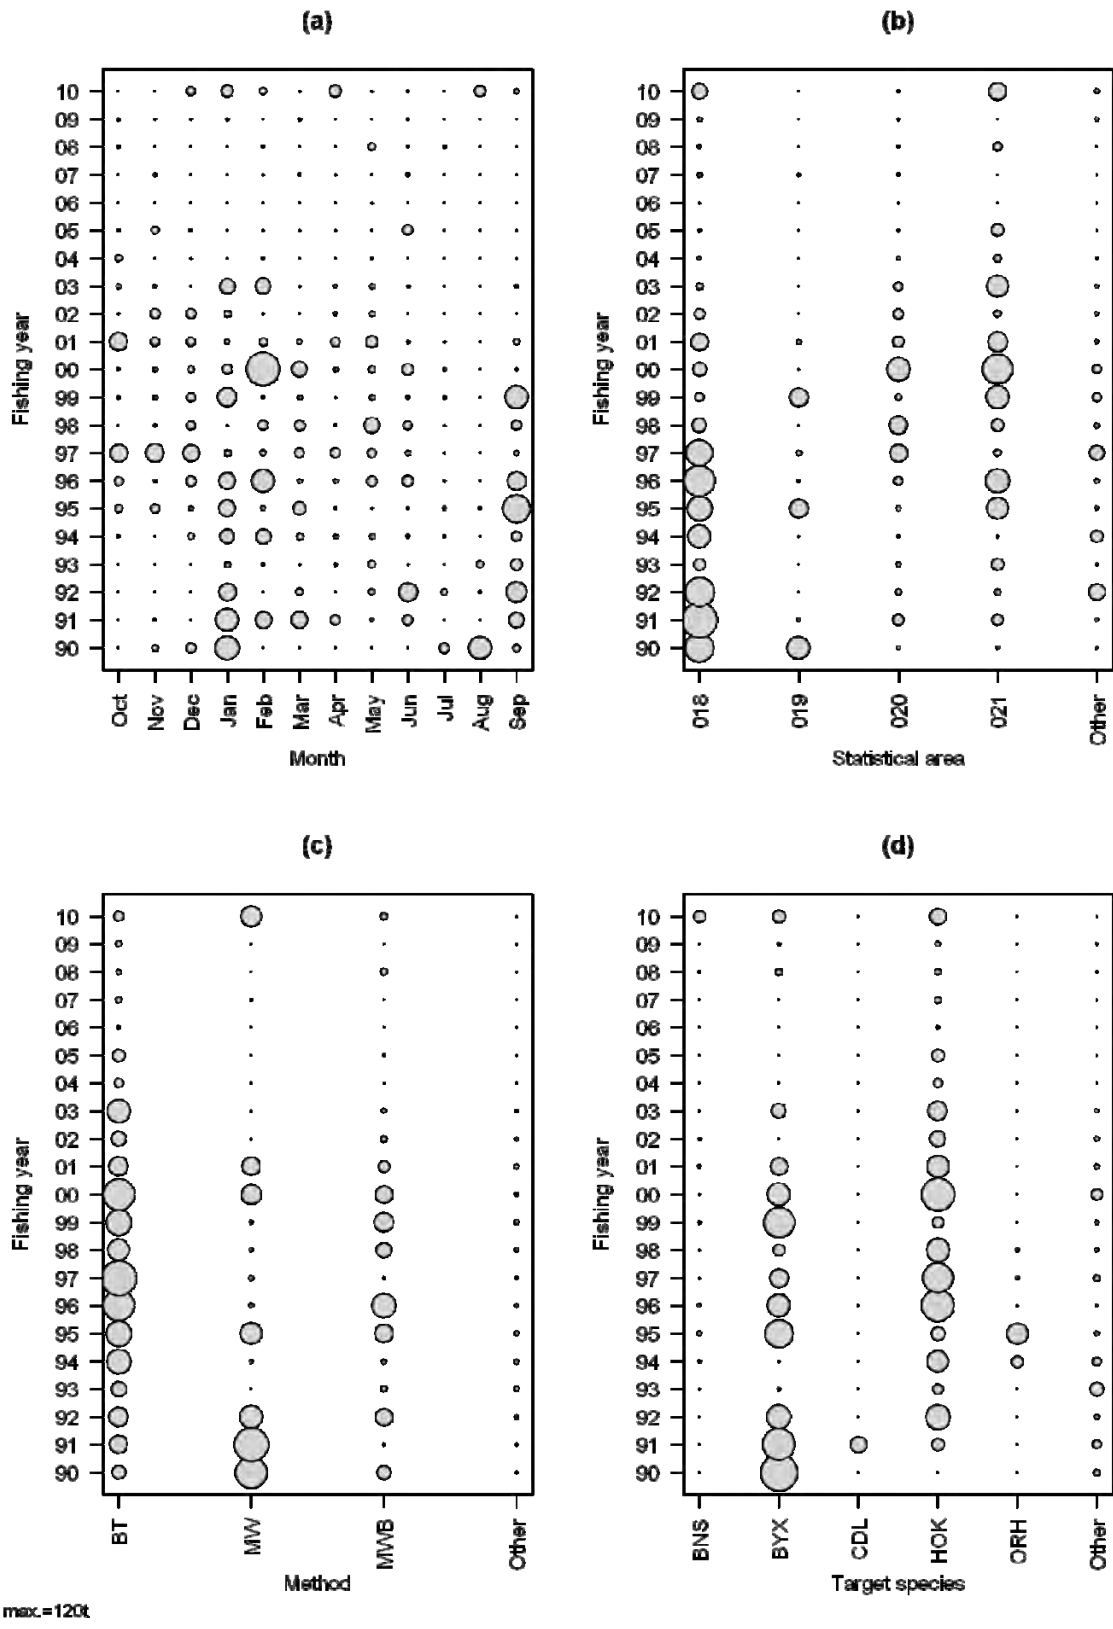 (a)
Fishing year
10
09
08
07
06
05
04
03
02
01
00
99
98
97
96
95
94
93
92
91
90
Oct
Nov
Dec
Jan
Feb
Mar
Apr
May
Jun
Jul
Aug
Sep
Month
(b)
Fishing year
10
09
08
07
06
05
04
03
02
01
00
99
98
97
96
95
94
93
92
91
90
018
019
020
021
Other
Statistical area
(c)
Fishing year
10
09
08
07
06
05
04
03
02
01
00
99
98
97
96
95
94
93
92
91
90
BT
MW
MWB
Other
Method
(d)
Fishing year
10
09
08
07
06
05
04
03
02
01
00
99
98
97
96
95
94
93
92
91
90
BNS
BYX
CDL
HOK
ORH
Other
Target species
max.=120t